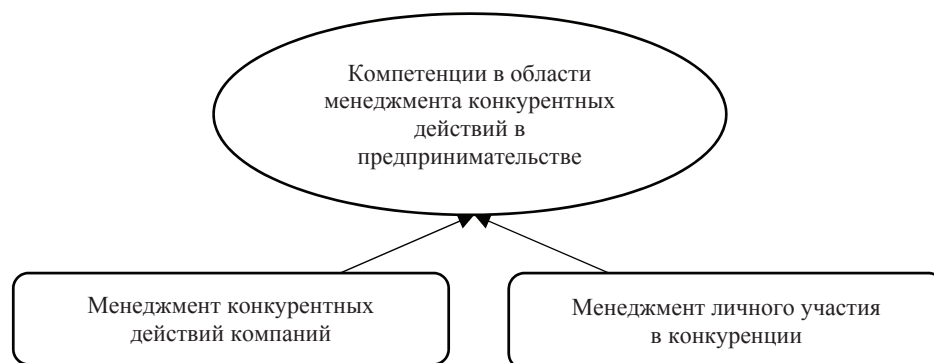 Компетенции в области
менеджмента конкурентных
действий в
предпринимательстве
Менеджмент конкурентных
действий компаний
Менеджмент личного участия
в конкуренции